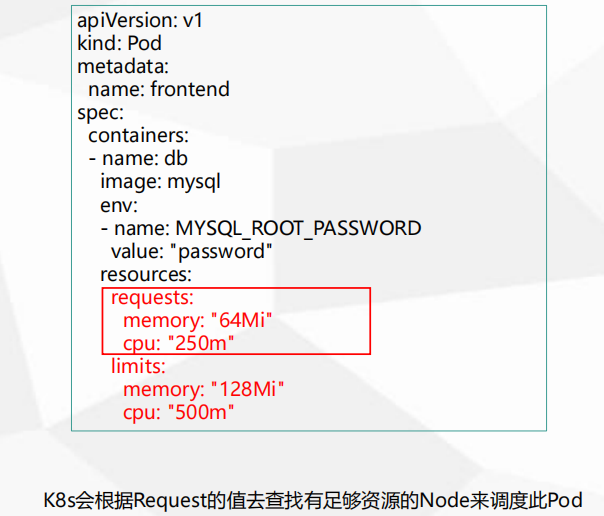 apiVersion: v1
kind: Pod
metadata:
  name: frontend
spec:
  containers:
  - name: db
    image: mysql
    env:
    - name: MYSQL_ROOT_PASSWORD
      value: "password"
    resources:
      requests:
        memory: "64Mi"
        cpu: "250m"
      limits:
        memory: "128Mi"
        cpu: "500m"
K8s会根据Request的值去查找有足够资源的Node来调度此Pod